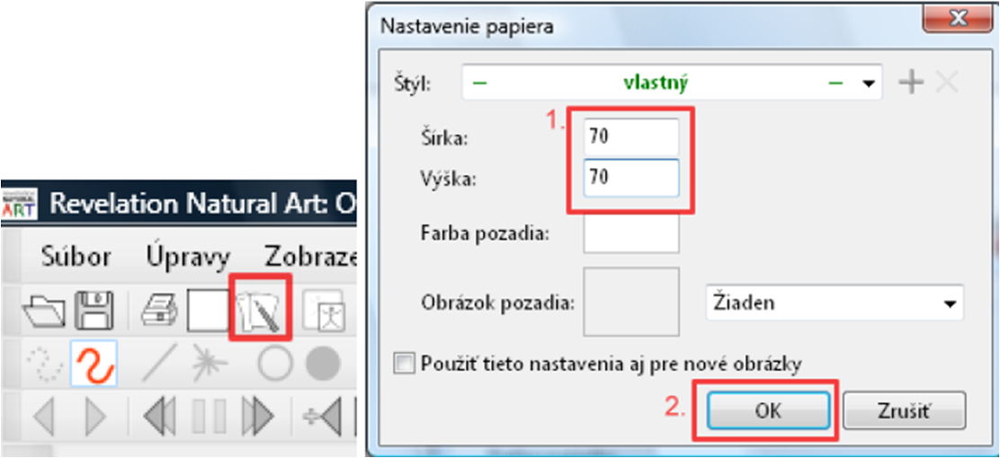 Revelation Natural Art: O
Súbor Úpravy Zobraze
Nastavenie papiera
Štýl: vlastný
1.
Šírka: 70
Výška: 70
Farba pozadia:
Obrázok pozadia: Žiaden
Použiť tieto nastavenia aj pre nové obrázky
2. OK Zrušiť